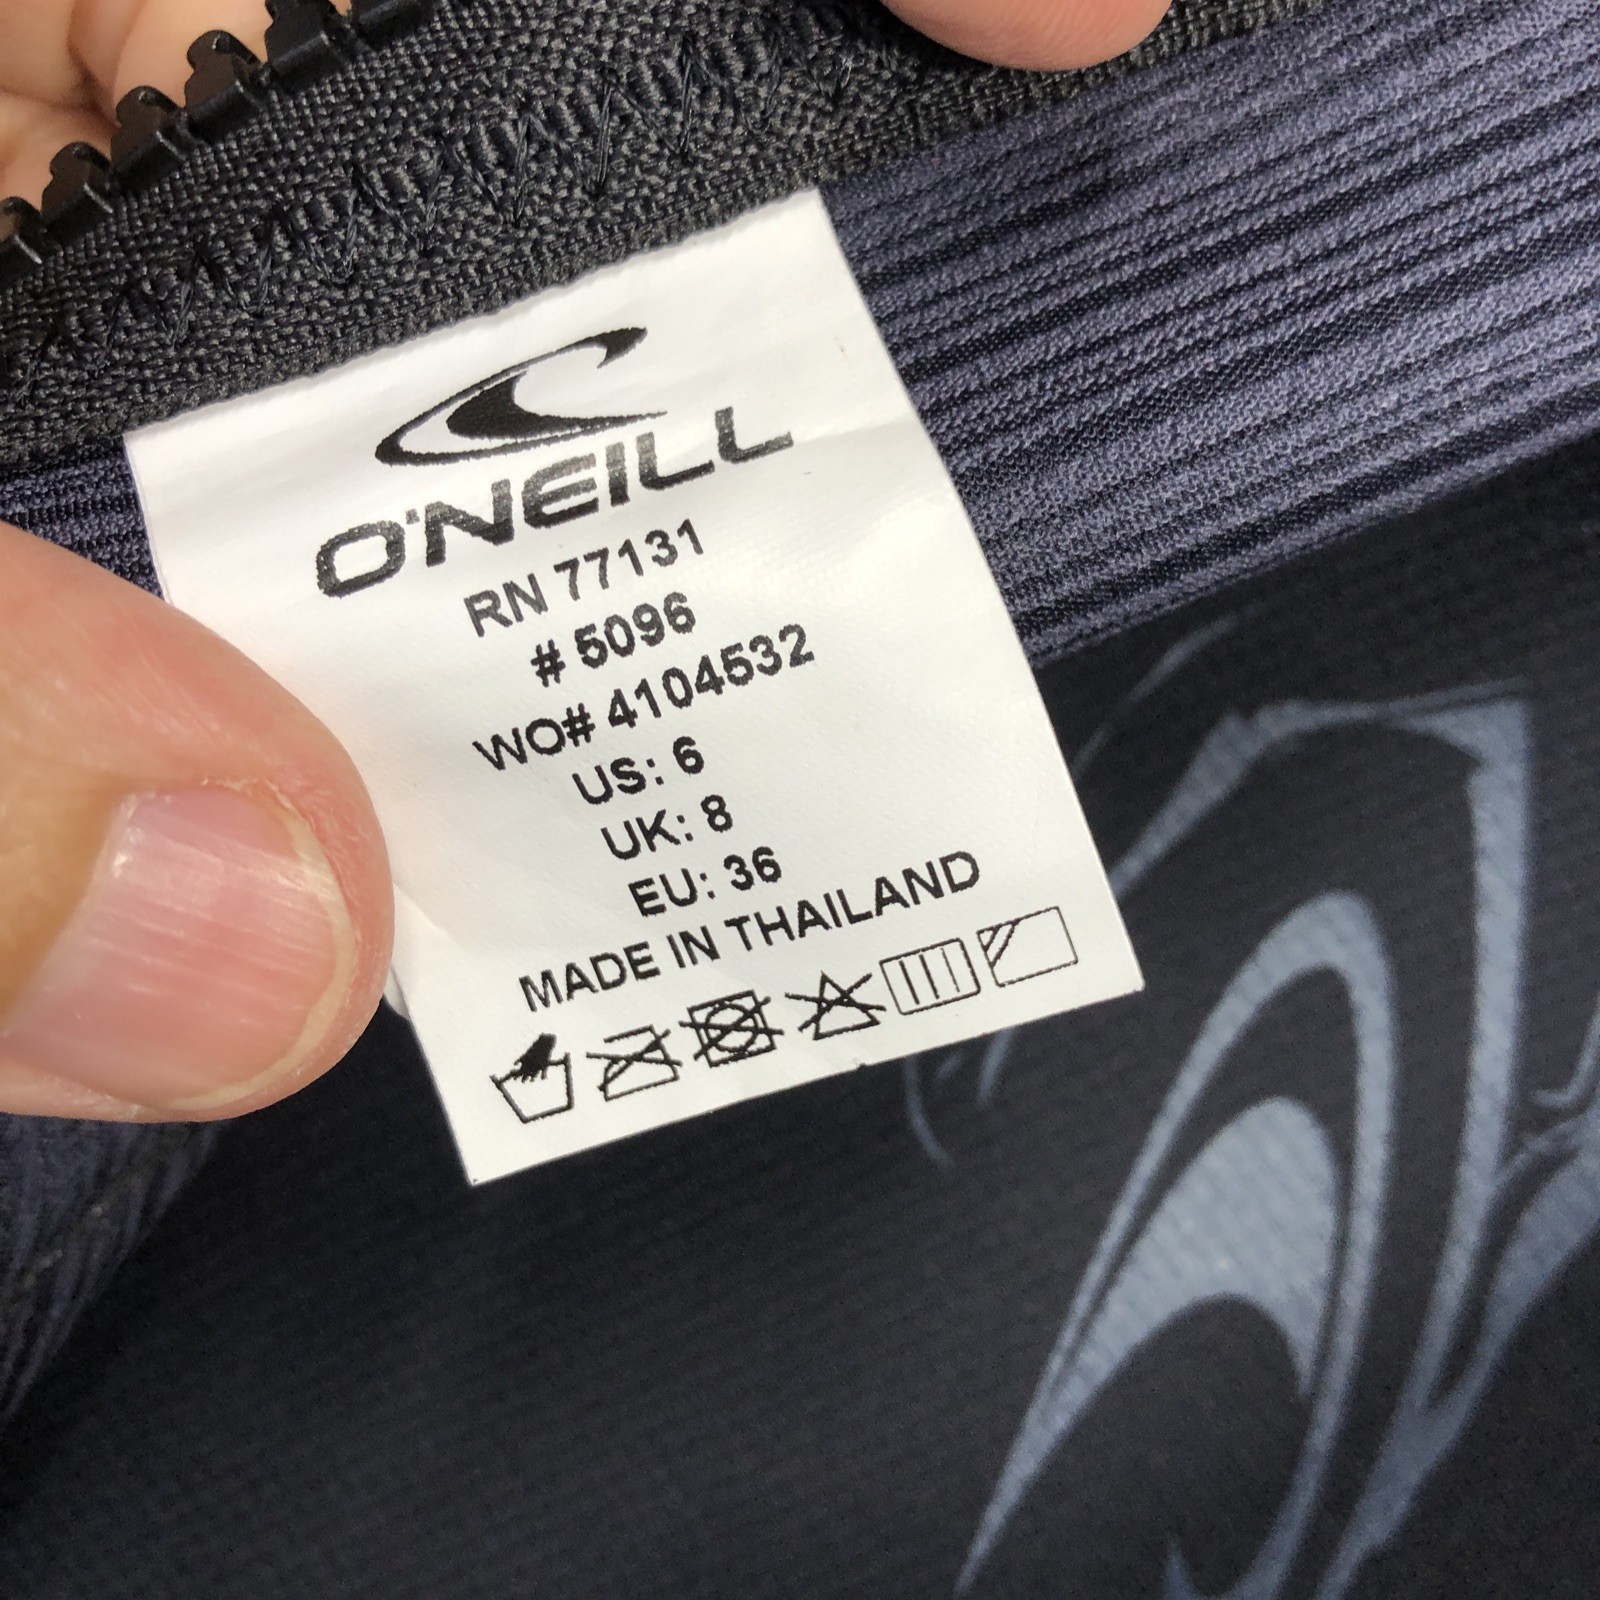 O'NEILL
RN 77131
# 5096
WO# 4104532
US: 6
UK: 8
EU: 36
MADE IN THAILAND